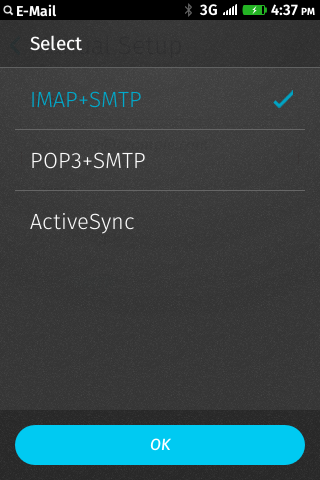 E-Mail
3G
4:37 PM
Select
IMAP+SMTP
POP3+SMTP
ActiveSync
OK